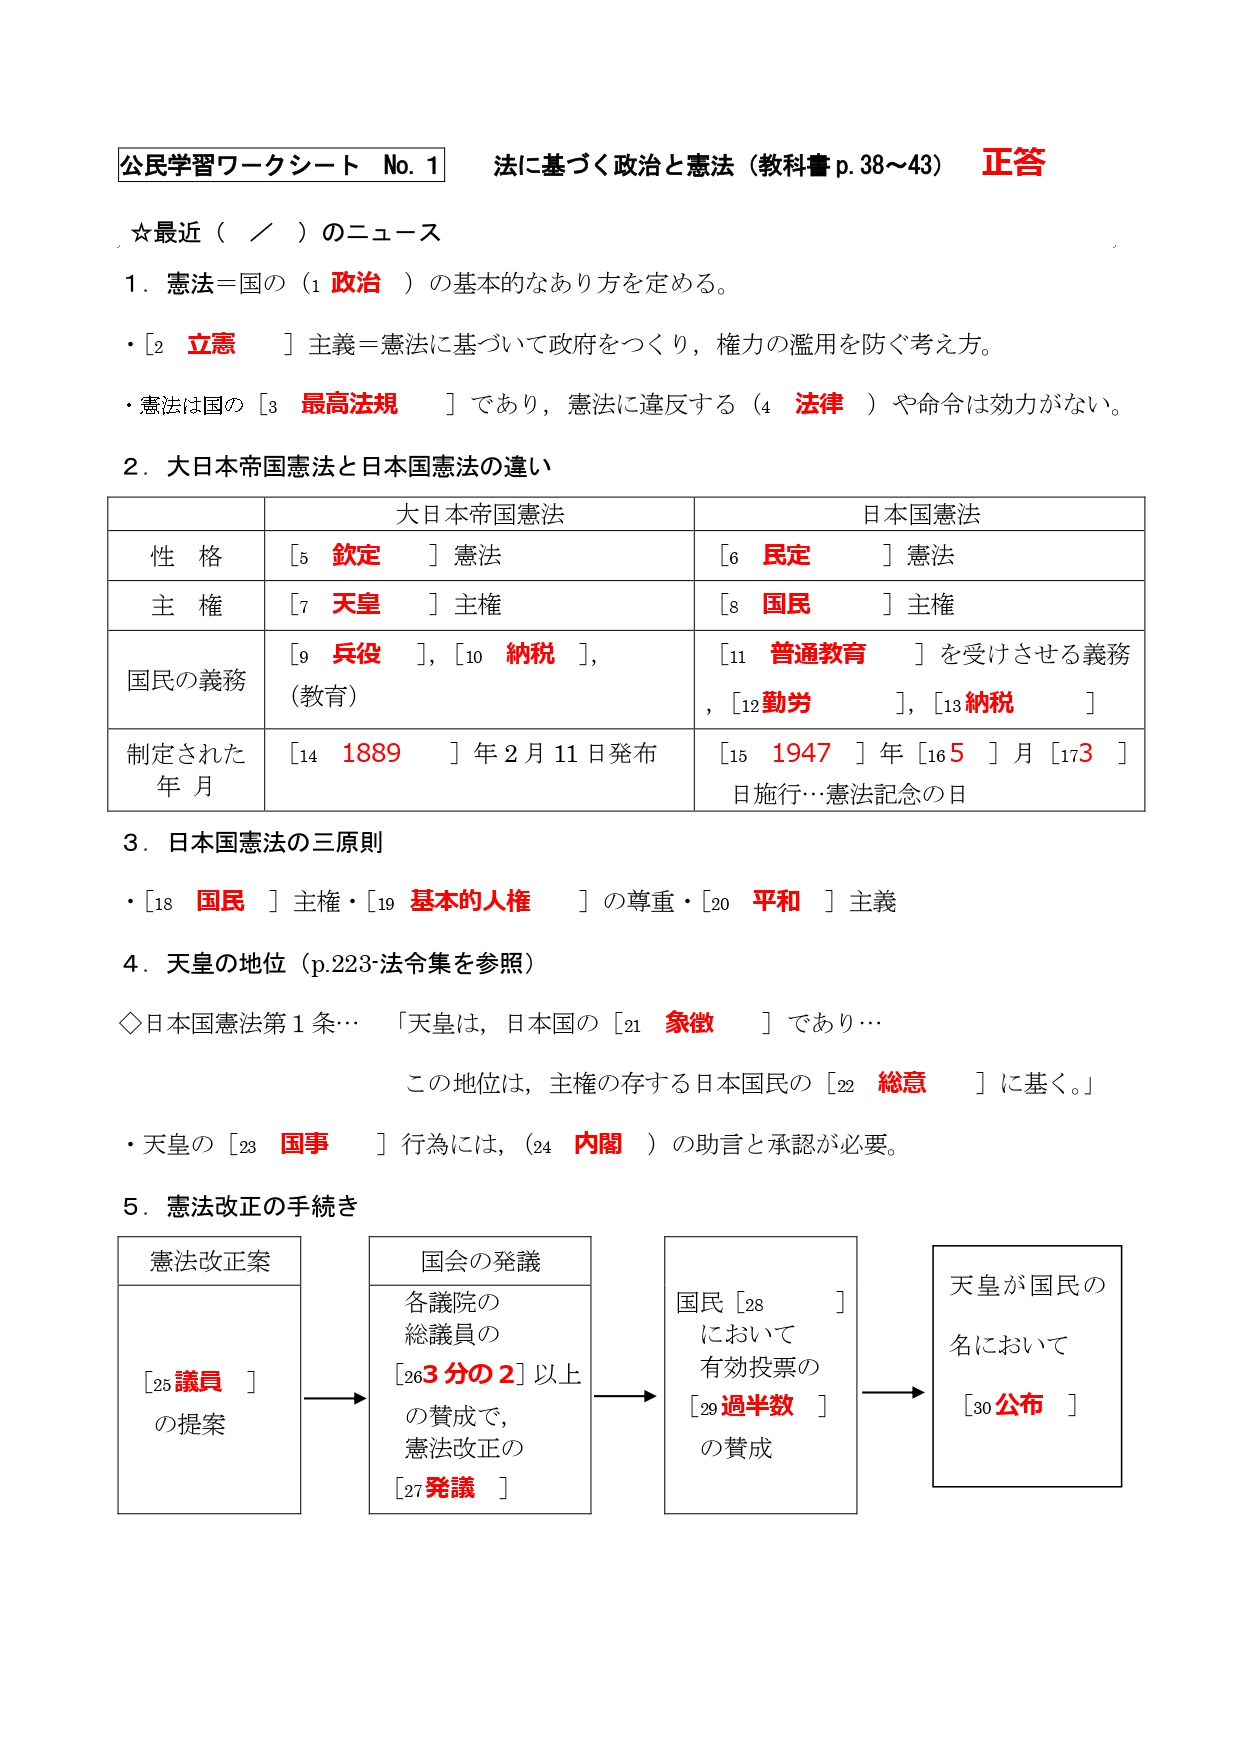 公民学習ワークシート　No. 1　　法に基づく政治と憲法（教科書 p. 38～43）　正答
☆最近（　／　）のニュース
１．憲法＝国の（1 政治　）の基本的なあり方を定める。
・［2　立憲　　］主義＝憲法に基づいて政府をつくり，権力の濫用を防ぐ考え方。
・憲法は国の［3　最高法規　　］であり，憲法に違反する（4　法律　）や命令は効力がない。
２．大日本帝国憲法と日本国憲法の違い
大日本帝国憲法　日本国憲法
性　格　［5　欽定　　］憲法　［6　民定　　　］憲法
主　権　［7　天皇　　］主権　［8　国民　　　］主権
国民の義務　［9　兵役　］，［10　納税　］，
（教育）
［11　普通教育　　］を受けさせる義務
，［12 勤労　　　］，［13 納税　　　］
制定された
年 月
［14　1889　　］年 2 月 11 日発布
［15　1947　］年［16 5　］月［17 3　］
日施行…憲法記念の日
３．日本国憲法の三原則
・［18　国民　］主権・［19　基本的人権　　］の尊重・［20　平和　］主義
４．天皇の地位（p.223-法令集を参照）
◇日本国憲法第 1 条…　「天皇は，日本国の［21　象徴　　］であり…
この地位は，主権の存する日本国民の［22　総意　　］に基く。」
・天皇の［23　国事　　］行為には，（24　内閣　）の助言と承認が必要。
５．憲法改正の手続き
憲法改正案
［25 議員　］
の提案
国会の発議
各議院の
総議員の
［26 3 分の 2］以上
の賛成で，
憲法改正の
［27 発議　］
国民［28　　　］
において
有効投票の
［29 過半数　］
の賛成
天皇が国民の
名において
［30 公布　］